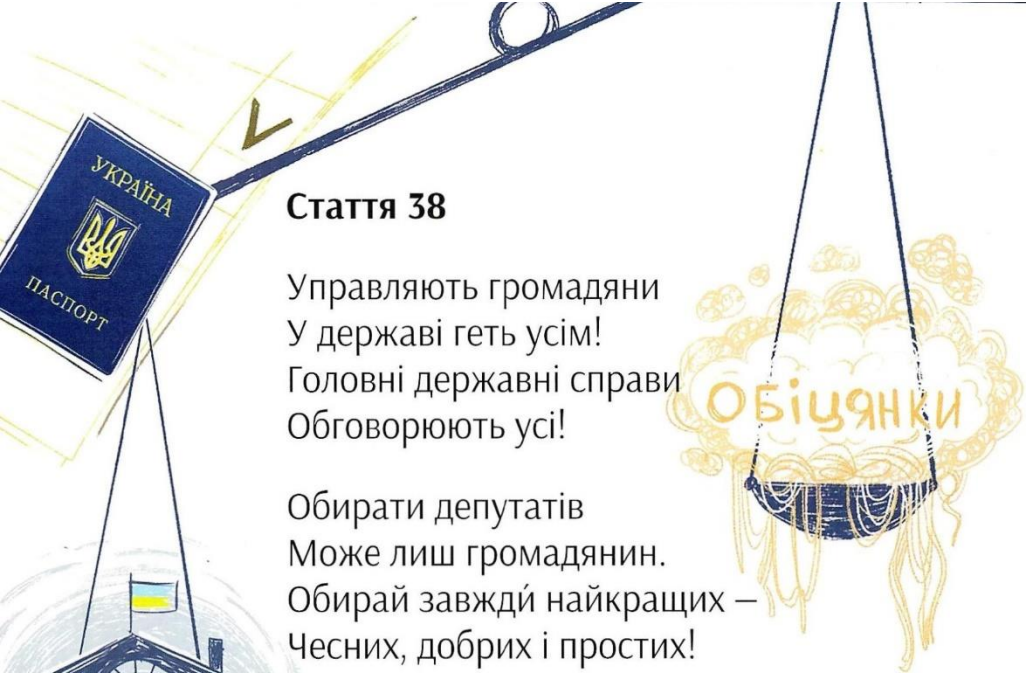 УКРАЇНА
ПАСПОРТ
Стаття 38
Управляють громадяни
У державі геть усім!
Головні державні справи
Обговорюють усі!
Обіцянки
Обирати депутатів
Може лиш громадянин.
Обирай завжди́ найкращих –
Чесних, добрих і простих!